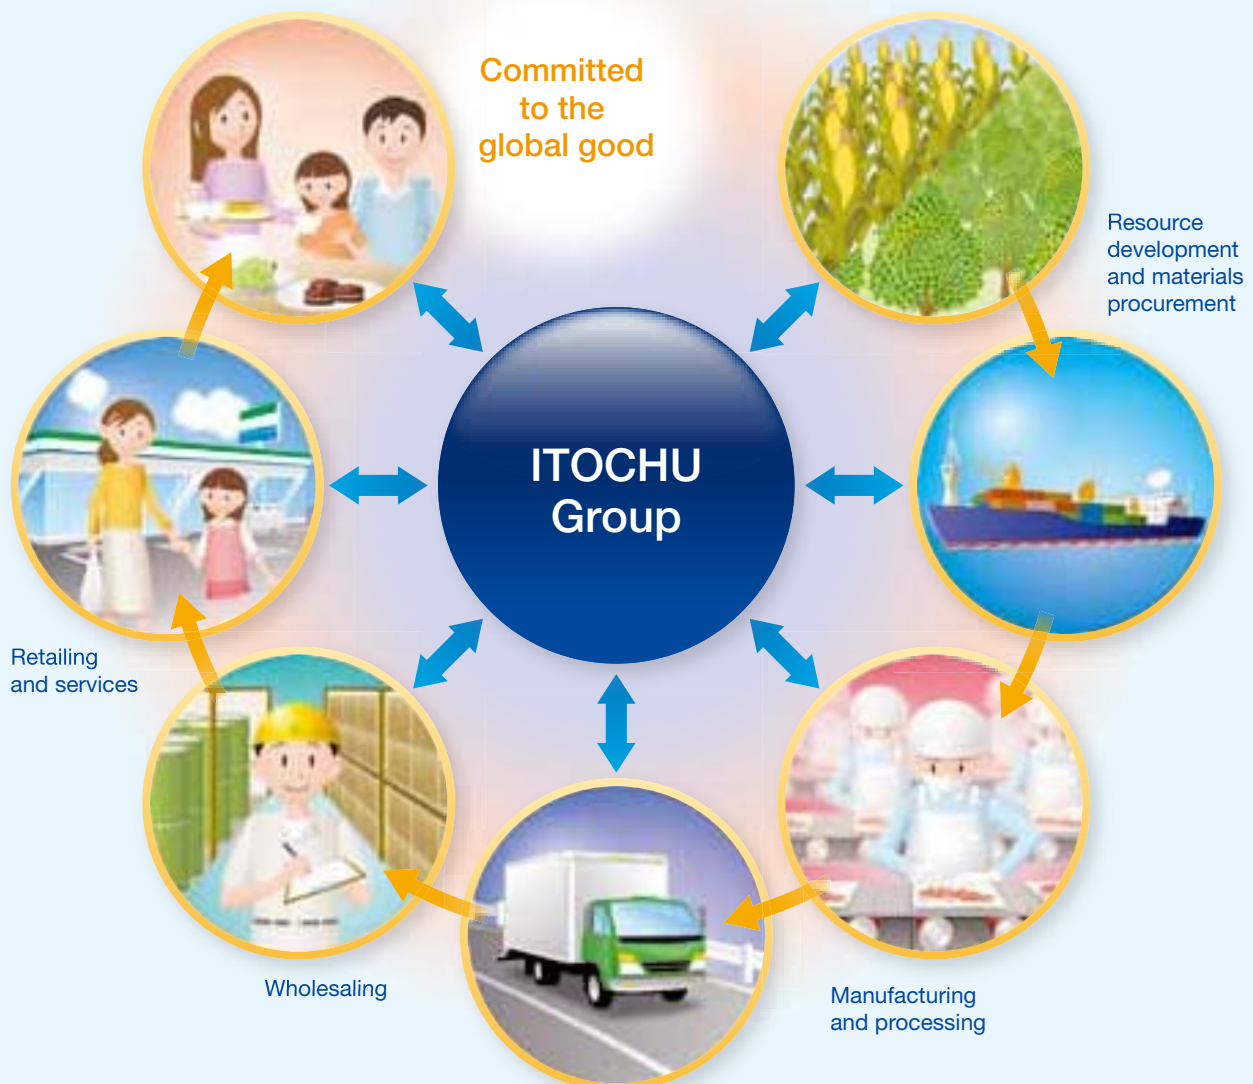 Committed
to the
global good
Resource
development
and materials
procurement
ITOCHU
Group
Retailing
and services
Wholesaling
Manufacturing
and processing